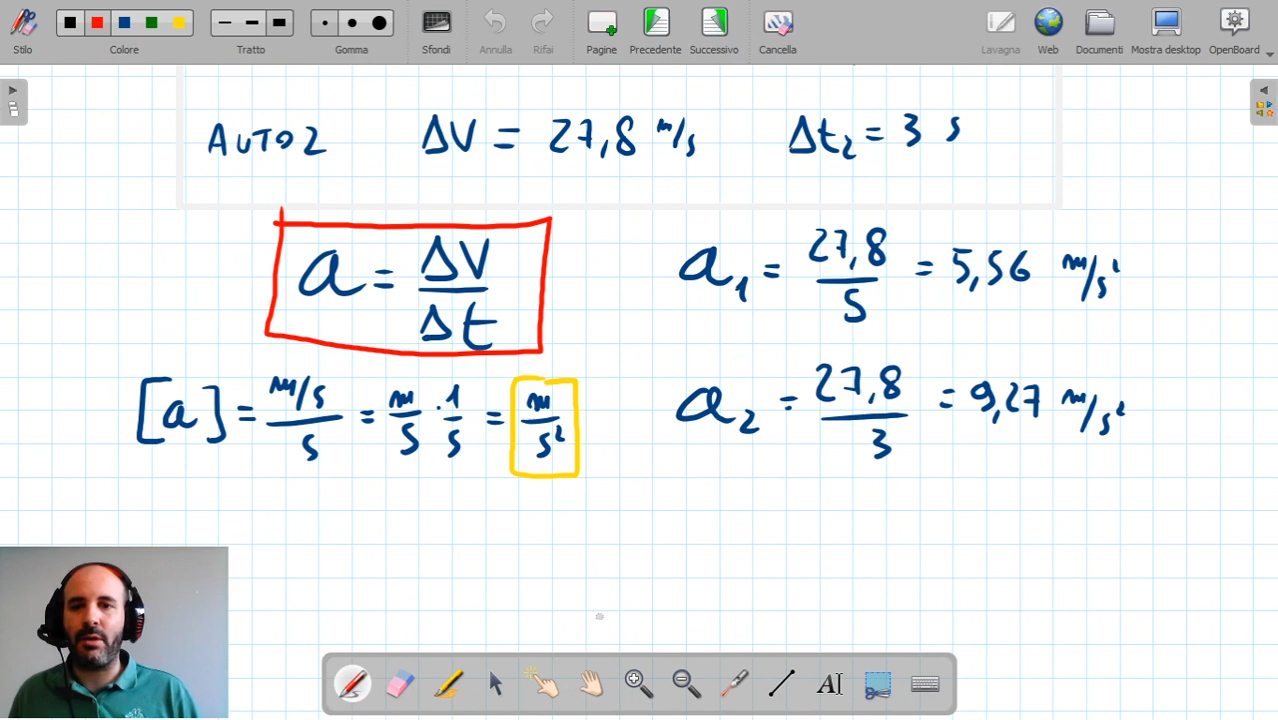 Stilo Colore Tratto Gomma Sfondi Annulla Rifai Pagine Precedente Successivo Cancella Lavagna Web Documenti Mostra desktop OpenBoard
AUTO 2 ΔV = 27,8 m/s Δt₂ = 3 s
a = ΔV/Δt
a₁ = 27,8/5 = 5,56 m/s²
[a] = m/s/s = m/s · 1/s = m/s²
a₂ = 27,8/3 = 9,27 m/s²